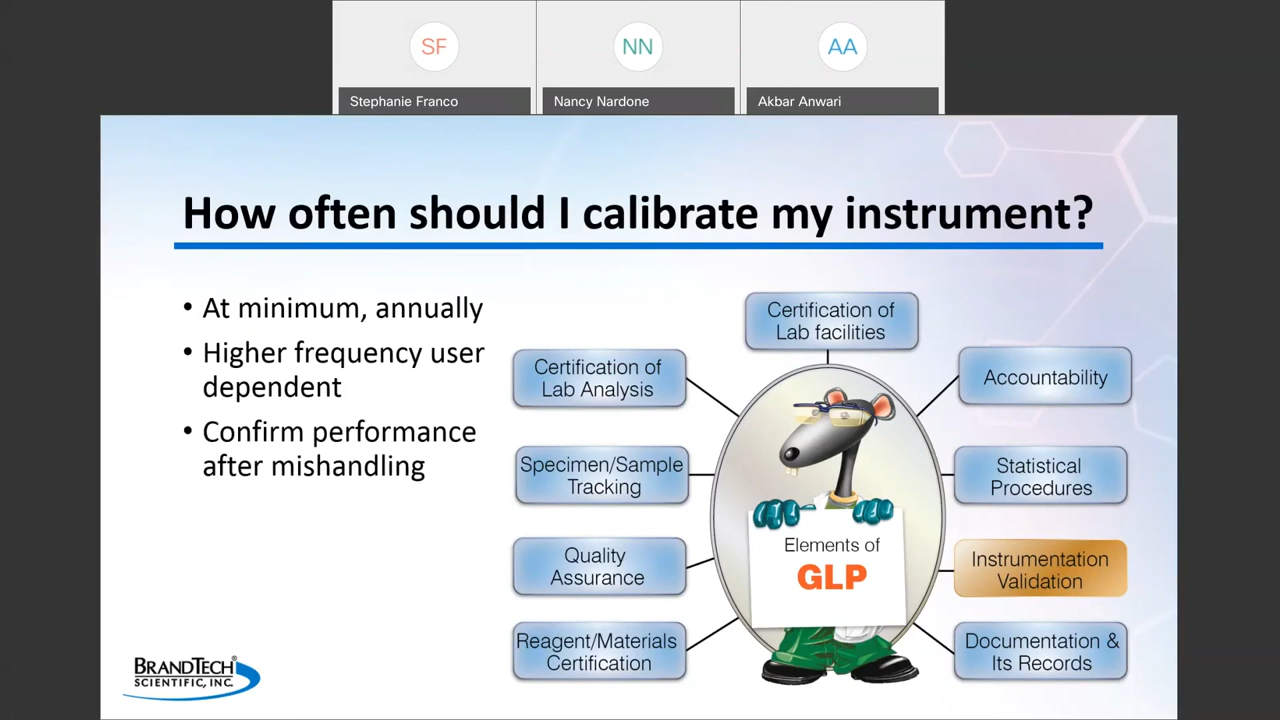 SF
NN
AA
Stephanie Franco
Nancy Nardone
Akbar Anwari
How often should I calibrate my instrument?
• At minimum, annually
• Higher frequency user
dependent
• Confirm performance
after mishandling
Certification of
Lab facilities
Certification of
Lab Analysis
Accountability
Specimen/Sample
Tracking
Statistical
Procedures
Elements of
GLP
Quality
Assurance
Instrumentation
Validation
Reagent/Materials
Certification
Documentation &
Its Records
BRANDTECH®
SCIENTIFIC, INC.